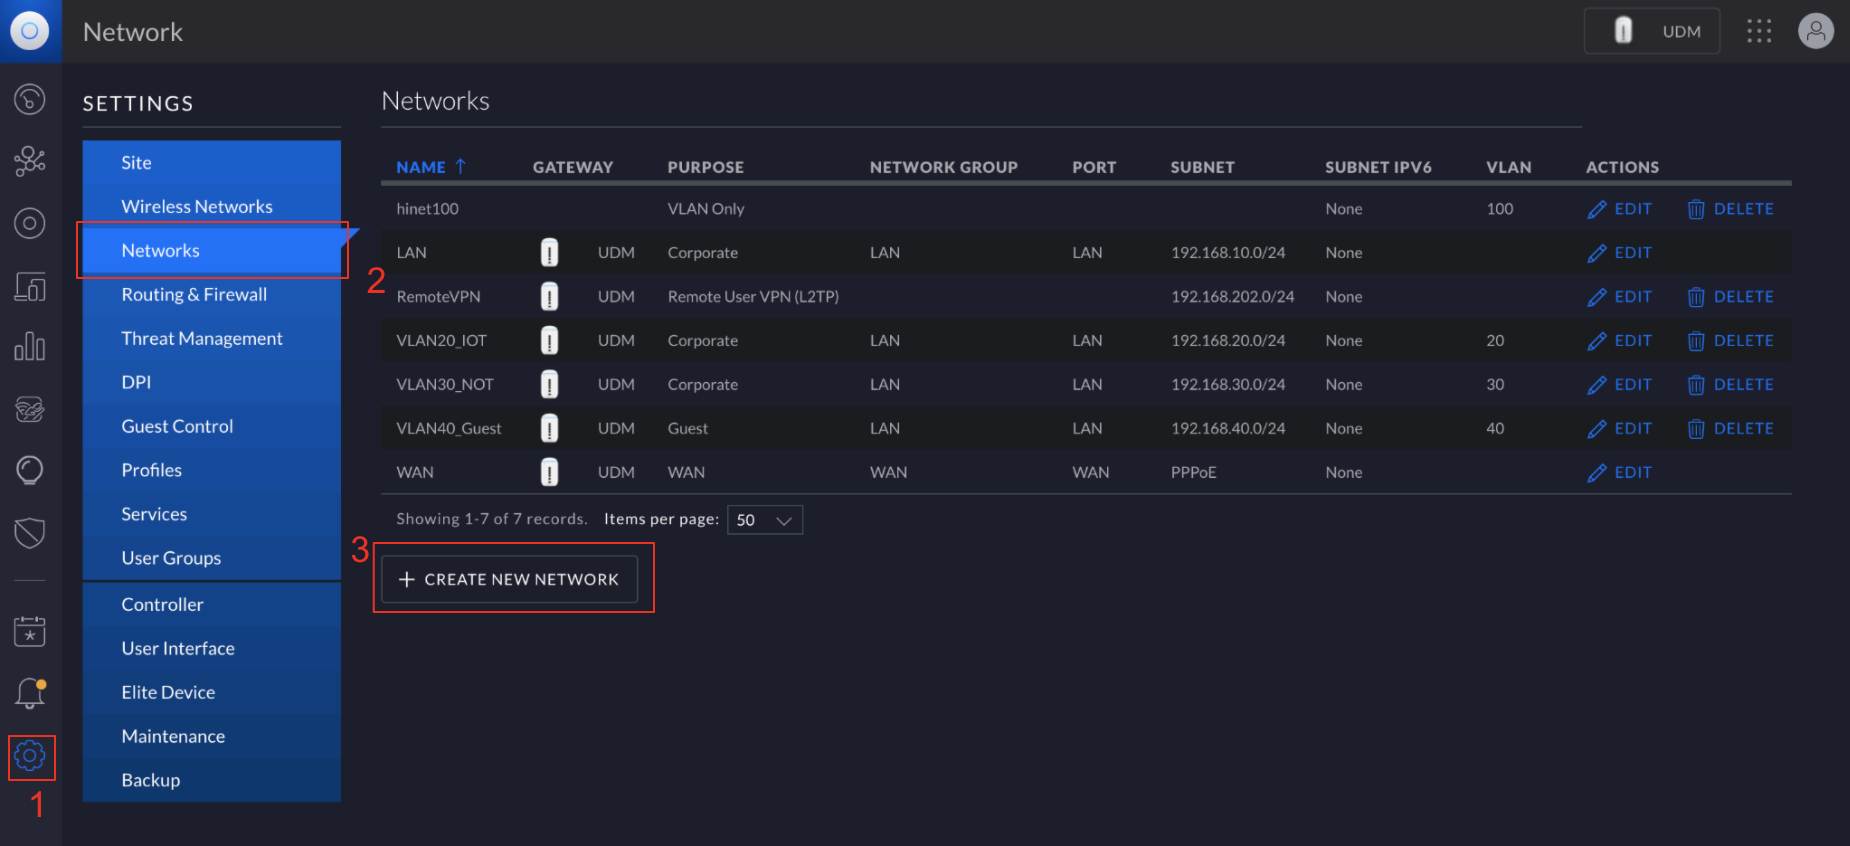 Network
UDM
SETTINGS
Site
Wireless Networks
Networks
2
Routing & Firewall
Threat Management
DPI
Guest Control
Profiles
Services
User Groups
Controller
User Interface
Elite Device
Maintenance
Backup
1
Networks
NAME ↑ GATEWAY PURPOSE NETWORK GROUP PORT SUBNET SUBNET IPV6 VLAN ACTIONS
hinet100 VLAN Only None 100 EDIT DELETE
LAN UDM Corporate LAN LAN 192.168.10.0/24 None EDIT
RemoteVPN UDM Remote User VPN (L2TP) 192.168.202.0/24 None EDIT DELETE
VLAN20_IOT UDM Corporate LAN LAN 192.168.20.0/24 None 20 EDIT DELETE
VLAN30_NOT UDM Corporate LAN LAN 192.168.30.0/24 None 30 EDIT DELETE
VLAN40_Guest UDM Guest LAN LAN 192.168.40.0/24 None 40 EDIT DELETE
WAN UDM WAN WAN WAN PPPoE None EDIT
Showing 1-7 of 7 records. Items per page: 50
3
+ CREATE NEW NETWORK